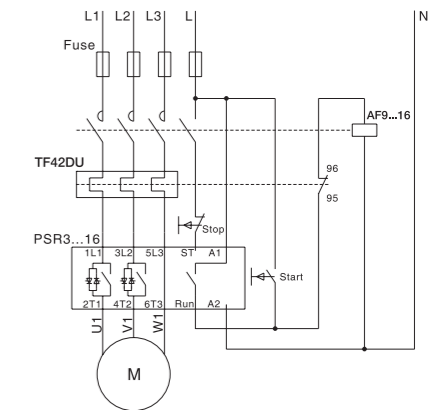 L1 L2 L3 L N
Fuse
AF9...16
TF42DU
96
95
Stop
PSR3...16
1L1 3L2 5L3 ST A1
Start
2T1 4T2 6T3 Run A2
U1 V1 W1
M